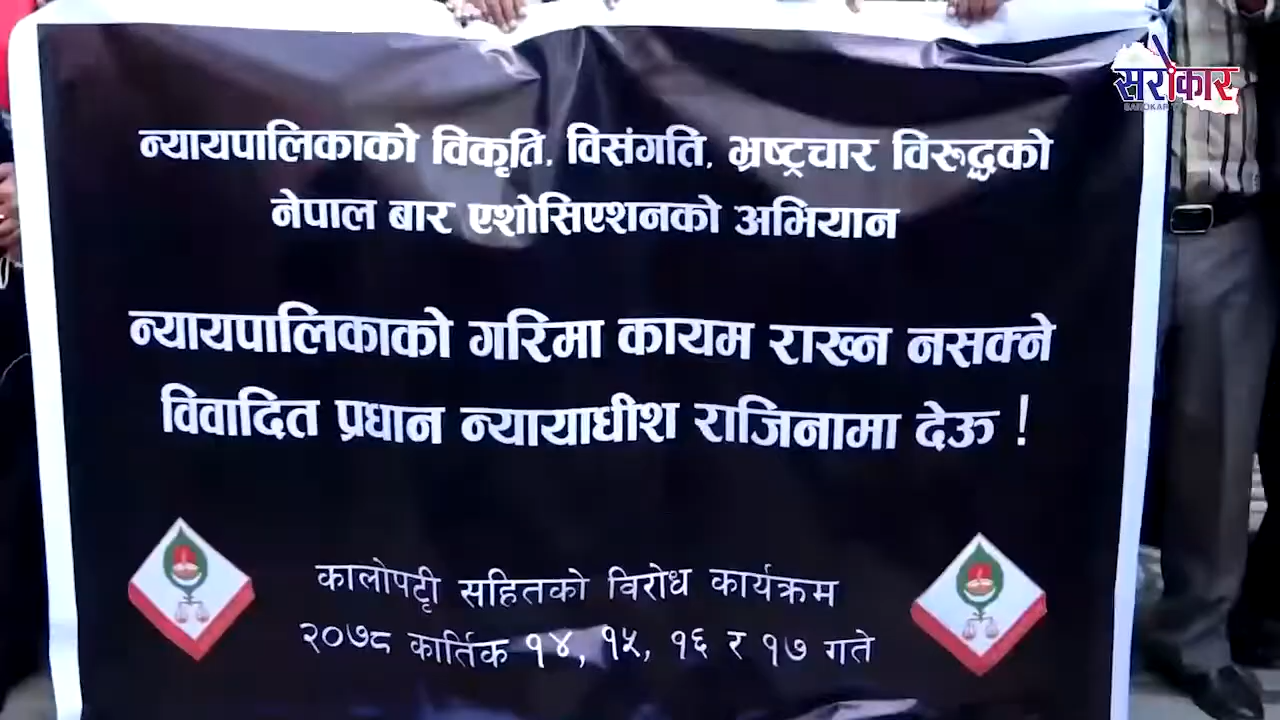 सरोकार
न्यायपालिकाको विकृति, विसंगति, भ्रष्ट्रचार विरूद्धको
नेपाल बार एशोसिएशनको अभियान
न्यायपालिकाको गरिमा कायम राख्न नसक्ने
विवादित प्रधान न्यायाधीश राजिनामा देऊ !
कालोपट्टी सहितको विरोध कार्यक्रम
२०७८ कार्तिक १४, १५, १६ र १७ गते